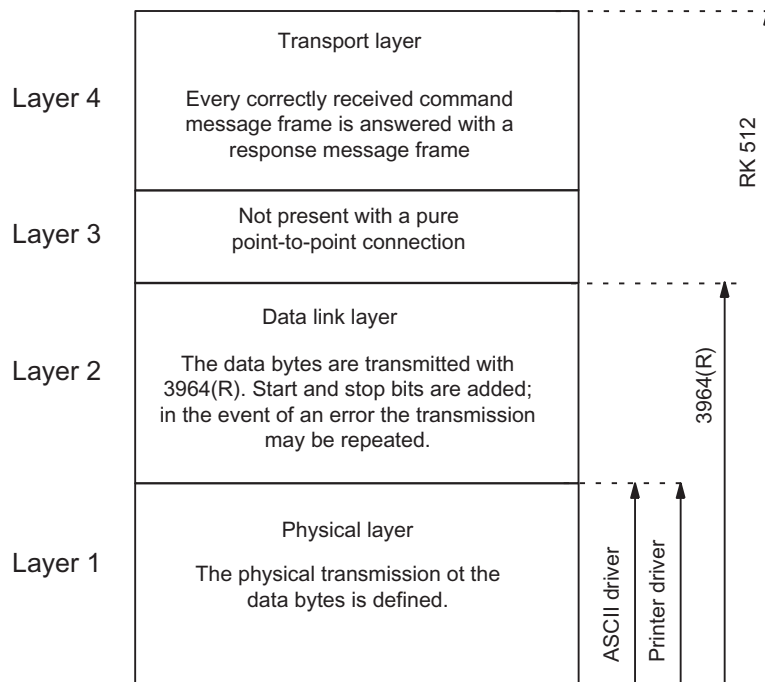 Transport layer
Layer 4
Every correctly received command
message frame is answered with a
response message frame
RK 512
Layer 3
Not present with a pure
point-to-point connection
Data link layer
Layer 2
The data bytes are transmitted with
3964(R). Start and stop bits are added;
in the event of an error the transmission
may be repeated.
3964(R)
Physical layer
Layer 1
The physical transmission ot the
data bytes is defined.
ASCII driver
Printer driver